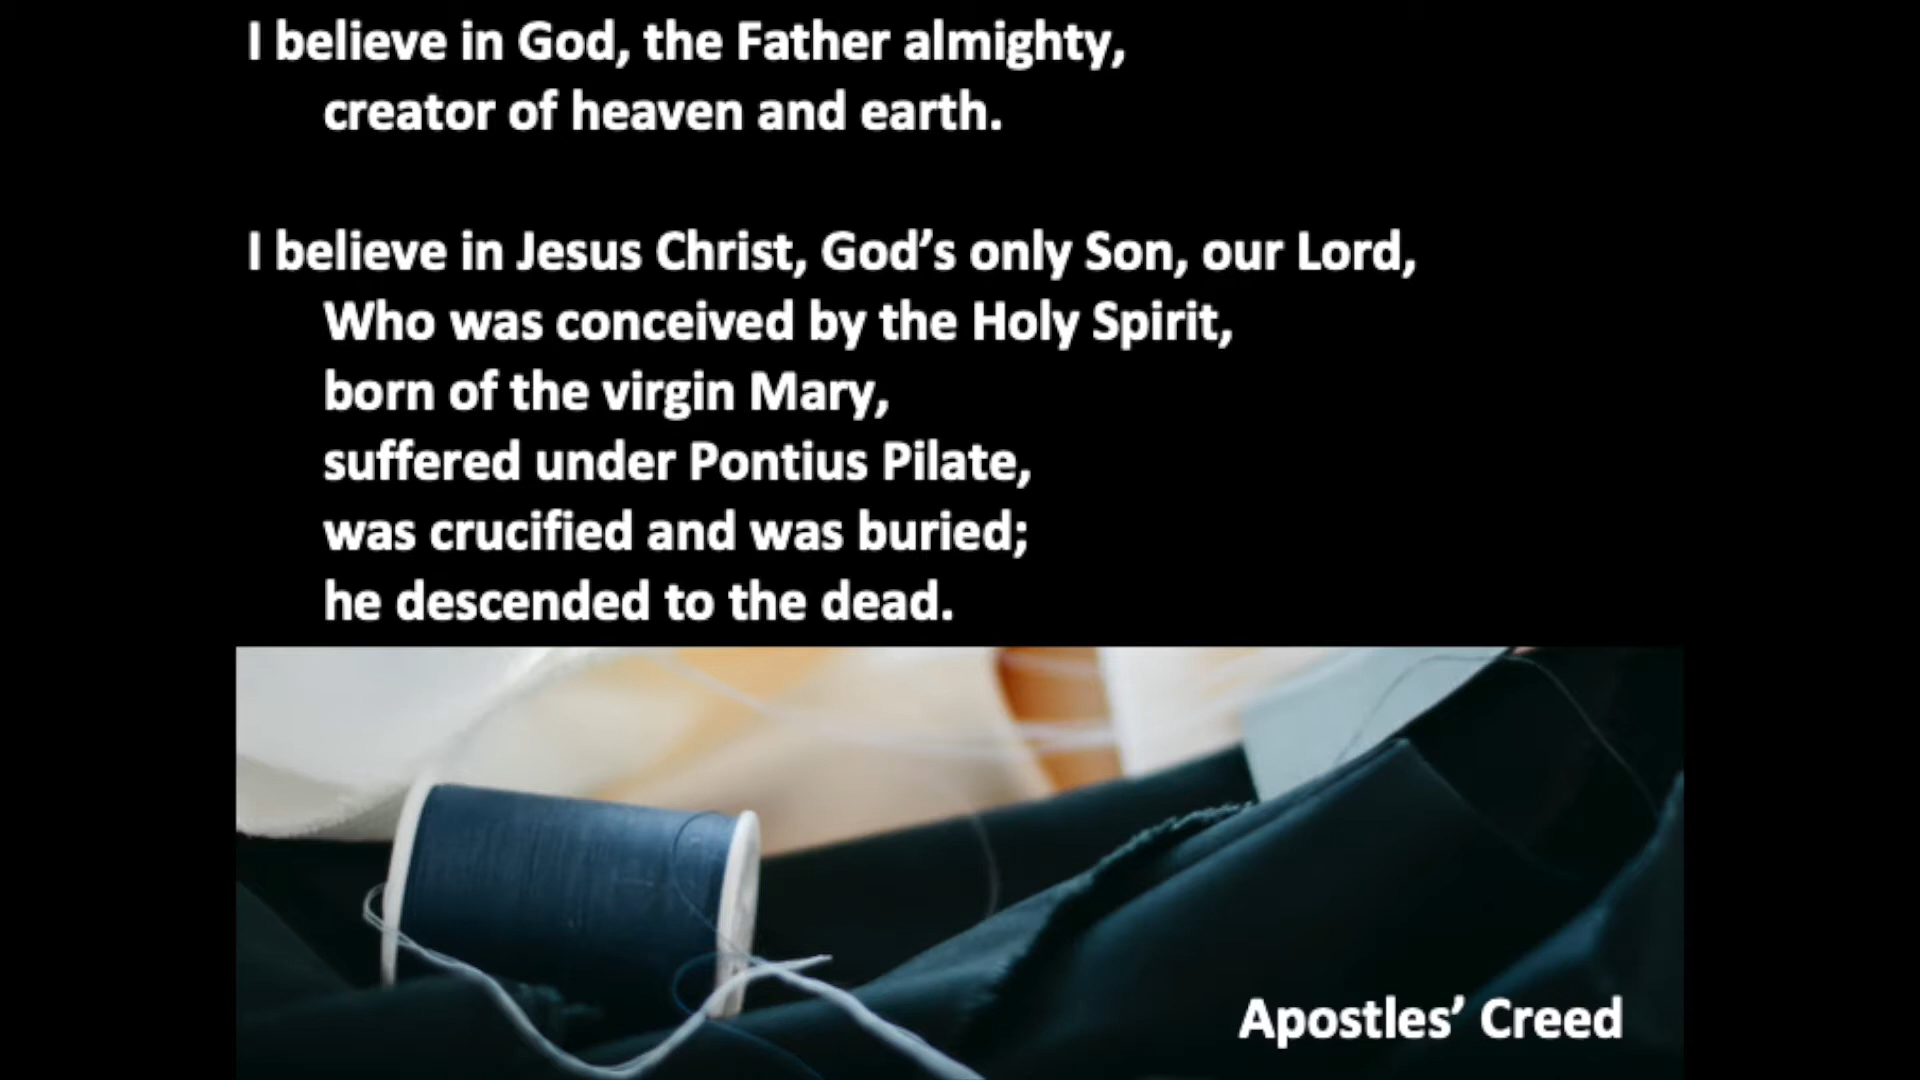 I believe in God, the Father almighty,
creator of heaven and earth.
I believe in Jesus Christ, God’s only Son, our Lord,
Who was conceived by the Holy Spirit,
born of the virgin Mary,
suffered under Pontius Pilate,
was crucified and was buried;
he descended to the dead.
Apostles’ Creed